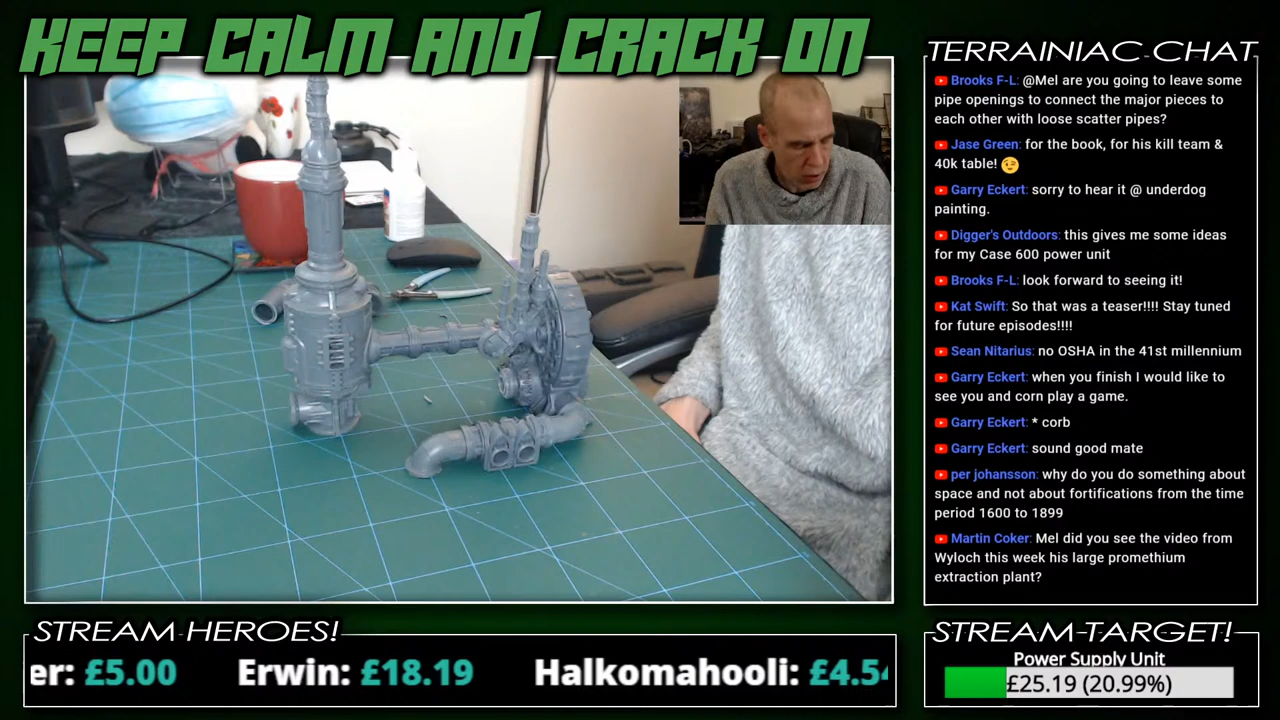 KEEP CALM AND CRACK ON
TERRAINIAC CHAT
Brooks F-L: @Mel are you going to leave some
pipe openings to connect the major pieces to
each other with loose scatter pipes?
Jase Green: for the book, for his kill team &
40k table! 😉
Garry Eckert: sorry to hear it @ underdog
painting.
Digger's Outdoors: this gives me some ideas
for my Case 600 power unit
Brooks F-L: look forward to seeing it!
Kat Swift: So that was a teaser!!!! Stay tuned
for future episodes!!!!
Sean Nitarius: no OSHA in the 41st millennium
Garry Eckert: when you finish I would like to
see you and corn play a game.
Garry Eckert: * corb
Garry Eckert: sound good mate
per johansson: why do you do something about
space and not about fortifications from the time
period 1600 to 1899
Martin Coker: Mel did you see the video from
Wyloch this week his large promethium
extraction plant?
STREAM HEROES!
er: £5.00 Erwin: £18.19 Halkomahooli: £4.54
STREAM TARGET!
Power Supply Unit
£25.19 (20.99%)